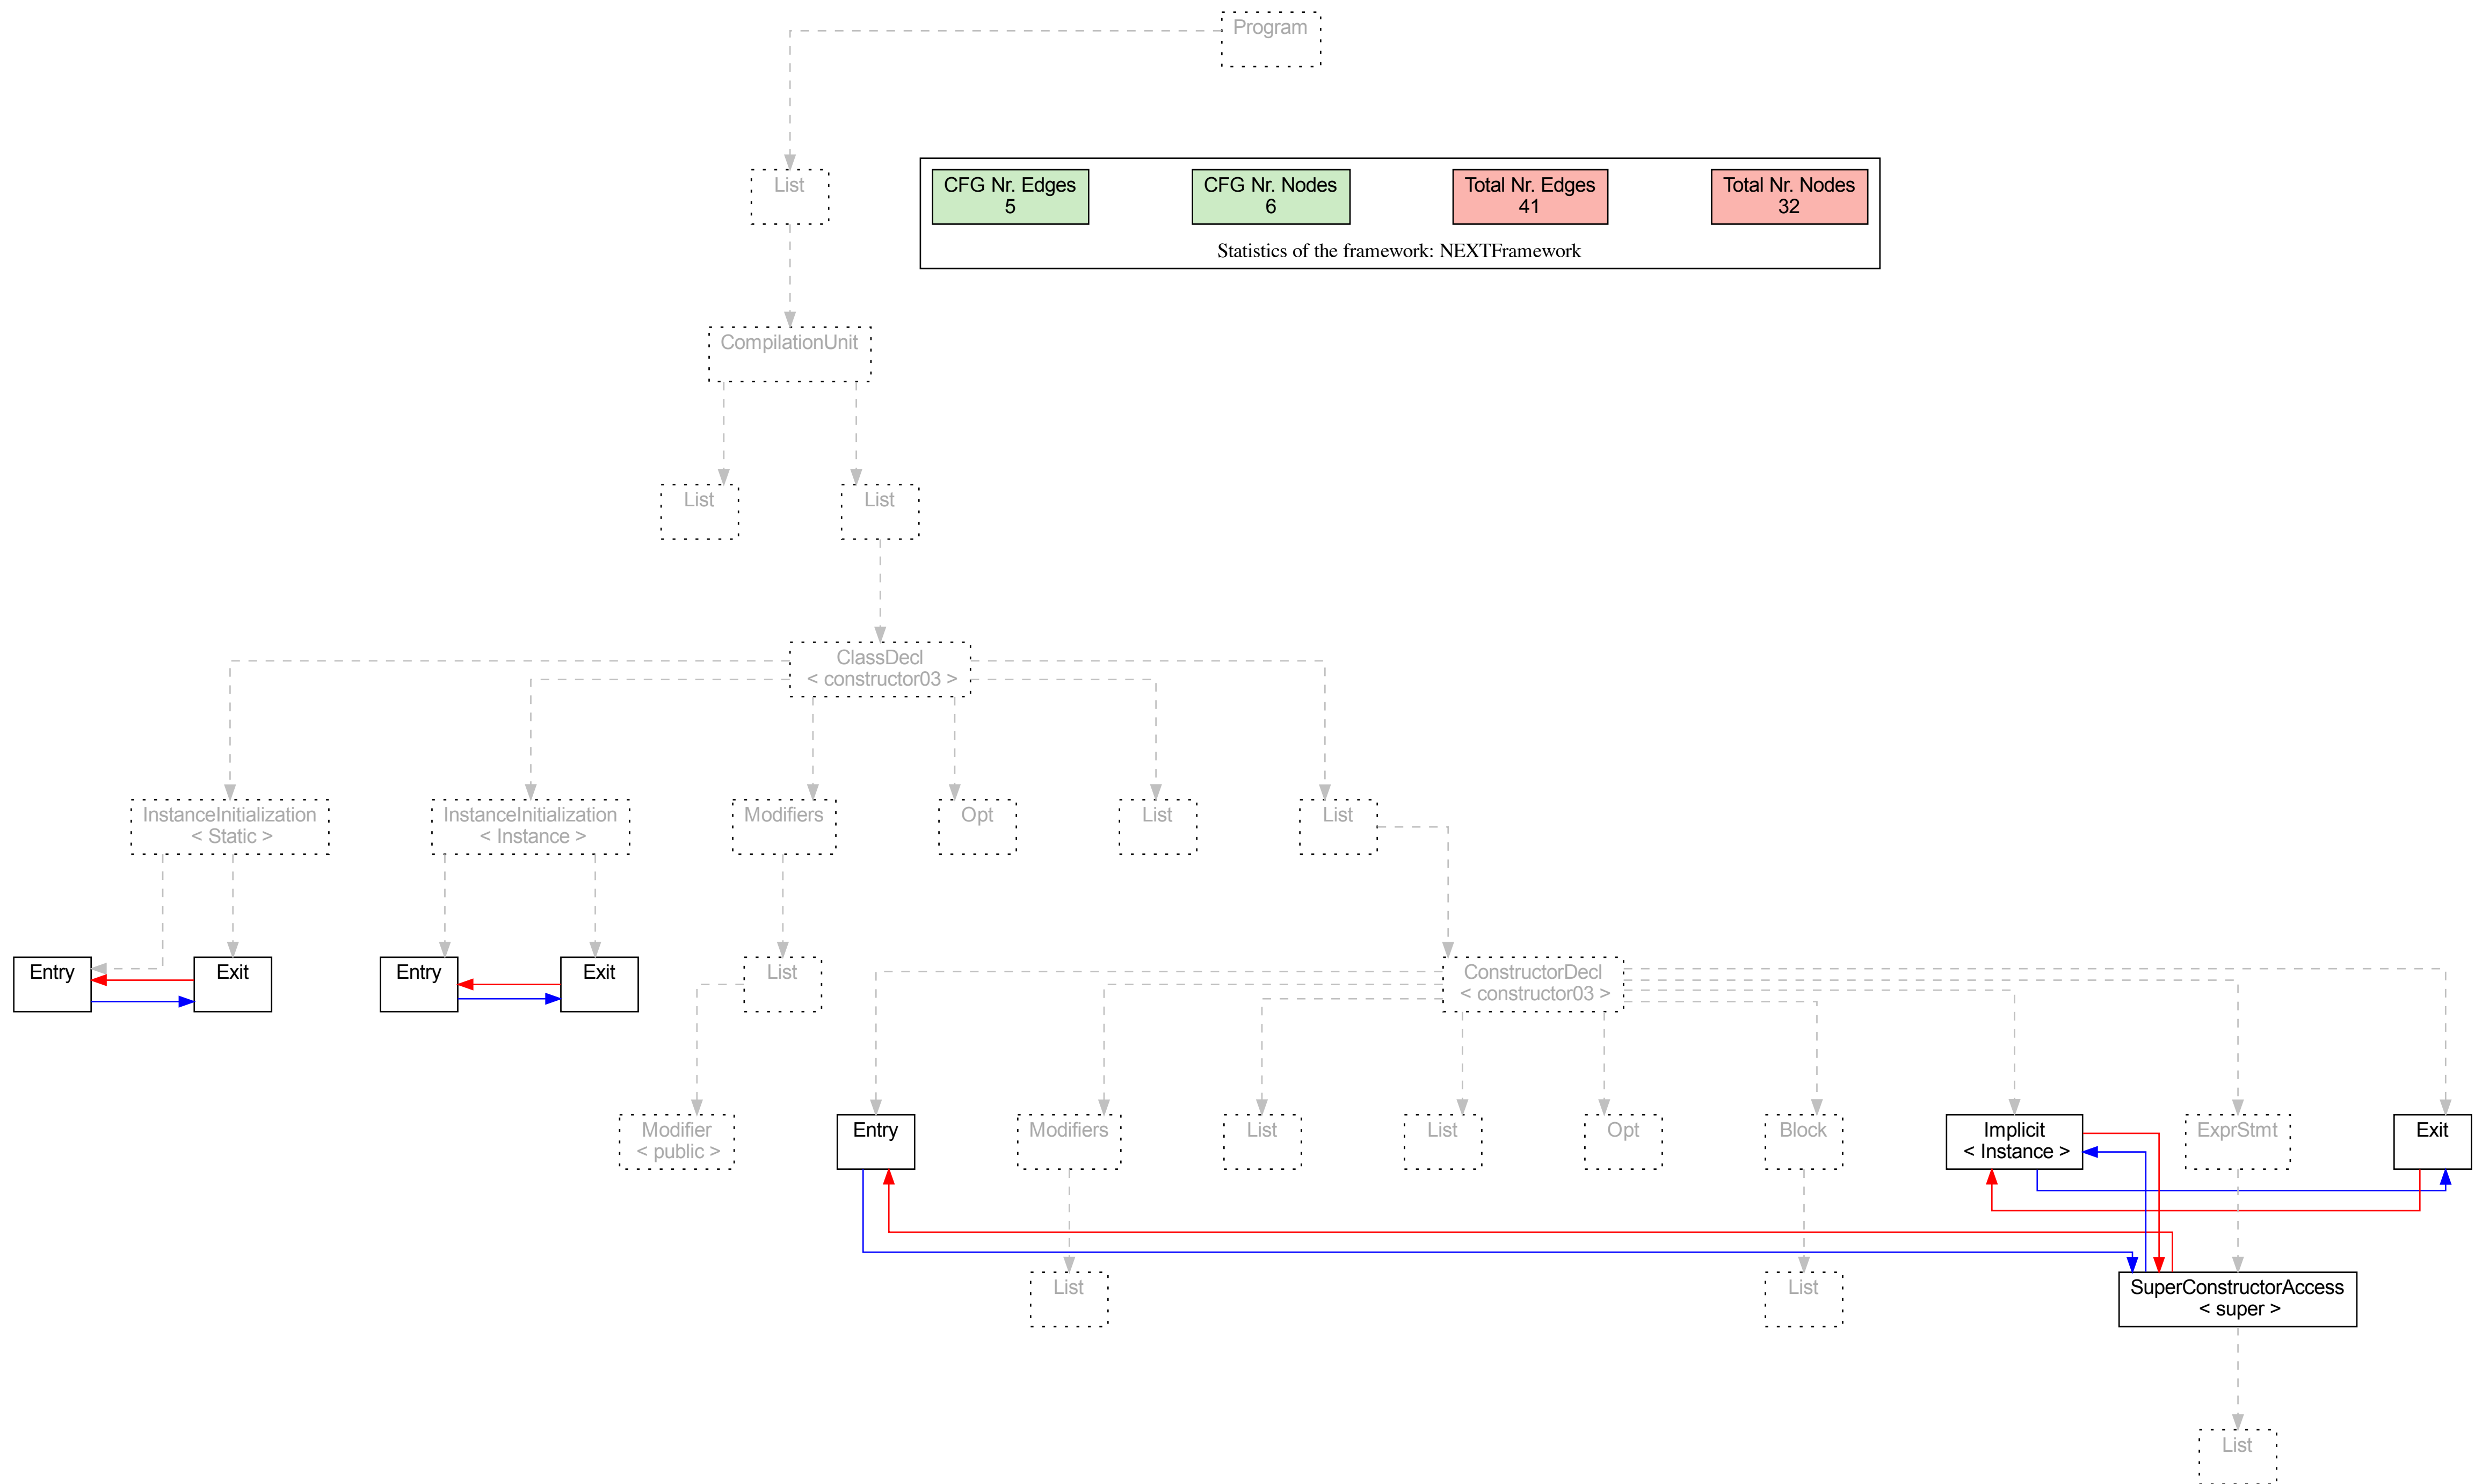 Program
List
CFG Nr. Edges
5
CFG Nr. Nodes
6
Total Nr. Edges
41
Total Nr. Nodes
32
Statistics of the framework: NEXTFramework
CompilationUnit
List
List
ClassDecl
< constructor03 >
InstanceInitialization
< Static >
InstanceInitialization
< Instance >
Modifiers
Opt
List
List
Entry
Exit
Entry
Exit
List
ConstructorDecl
< constructor03 >
Modifier
< public >
Entry
Modifiers
List
List
Opt
Block
Implicit
< Instance >
ExprStmt
Exit
List
List
SuperConstructorAccess
< super >
List